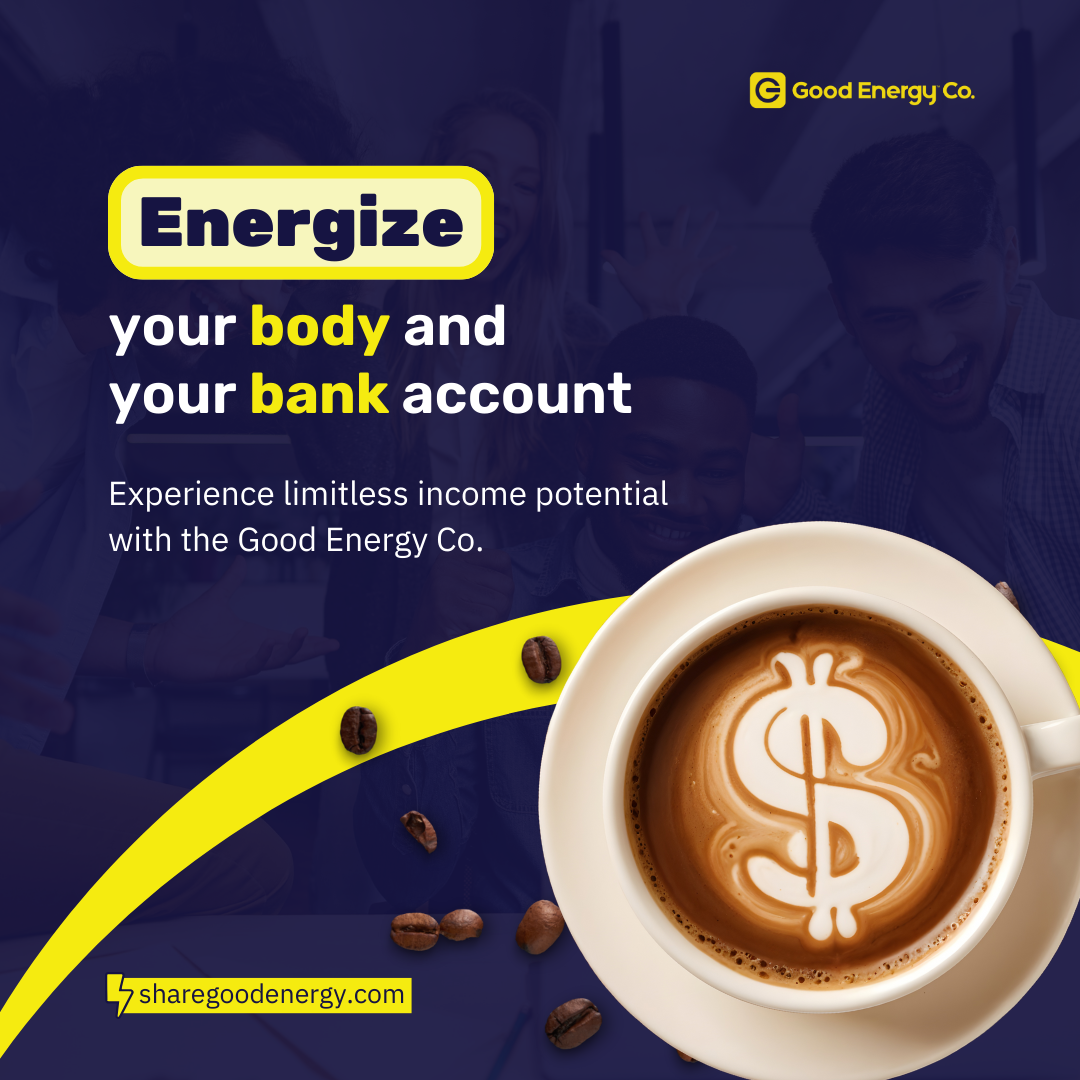 Good Energy Co.
Energize
your body and
your bank account
Experience limitless income potential
with the Good Energy Co.
sharegoodenergy.com